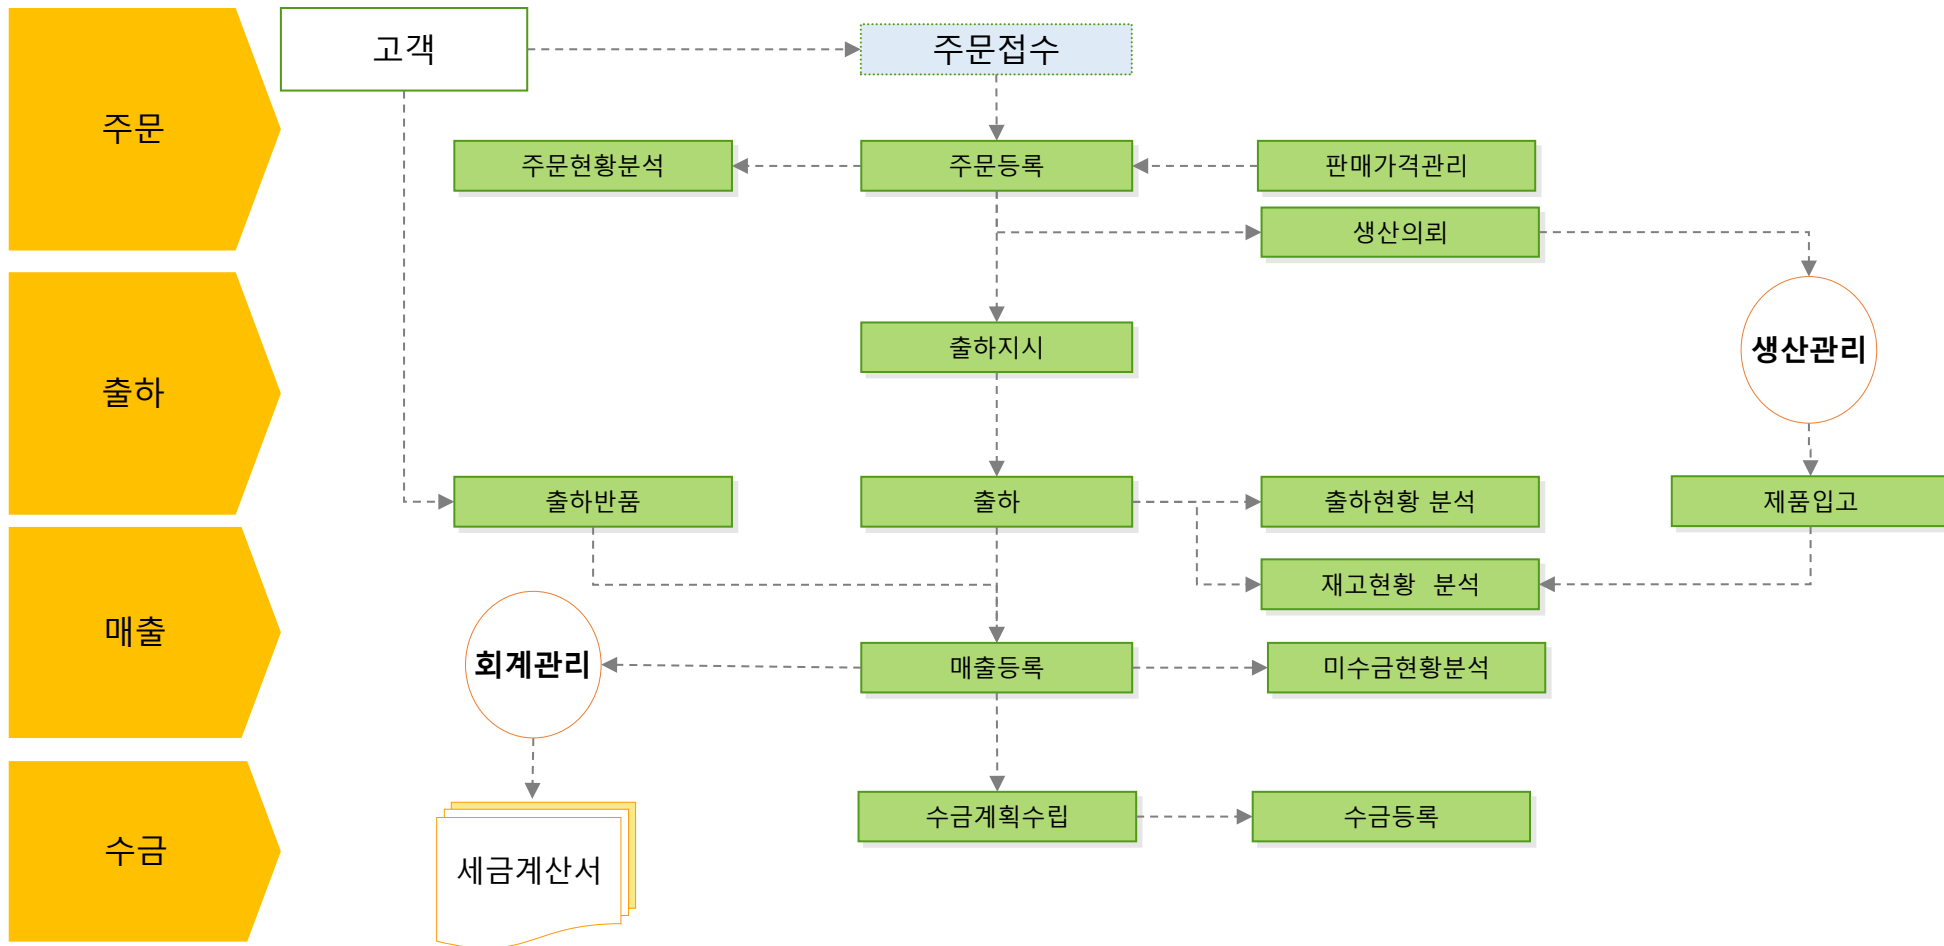 고객
주문접수
주문
주문현황분석
주문등록
판매가격관리
생산의뢰
출하
출하지시
생산관리
출하반품
출하
출하현황 분석
제품입고
재고현황 분석
매출
회계관리
매출등록
미수금현황분석
수금
수금계획수립
수금등록
세금계산서